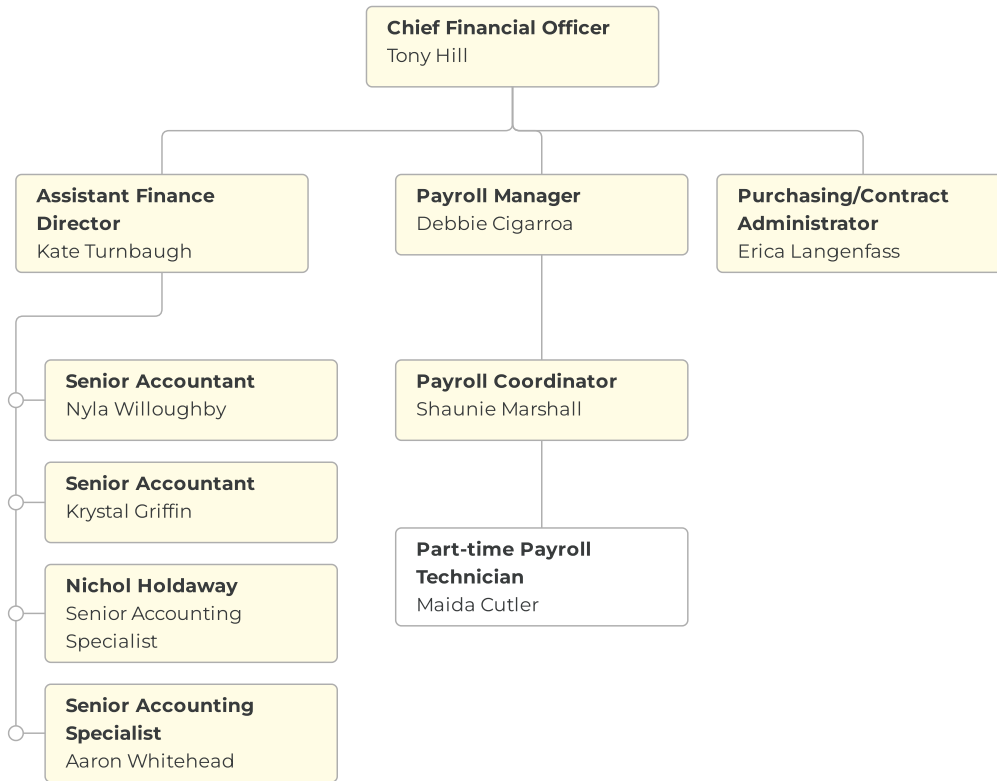 Chief Financial Officer
Tony Hill
Assistant Finance
Director
Kate Turnbaugh
Payroll Manager
Debbie Cigarroa
Purchasing/Contract
Administrator
Erica Langenfass
Senior Accountant
Nyla Willoughby
Payroll Coordinator
Shaunie Marshall
Senior Accountant
Krystal Griffin
Part-time Payroll
Technician
Maida Cutler
Nichol Holdaway
Senior Accounting
Specialist
Senior Accounting
Specialist
Aaron Whitehead